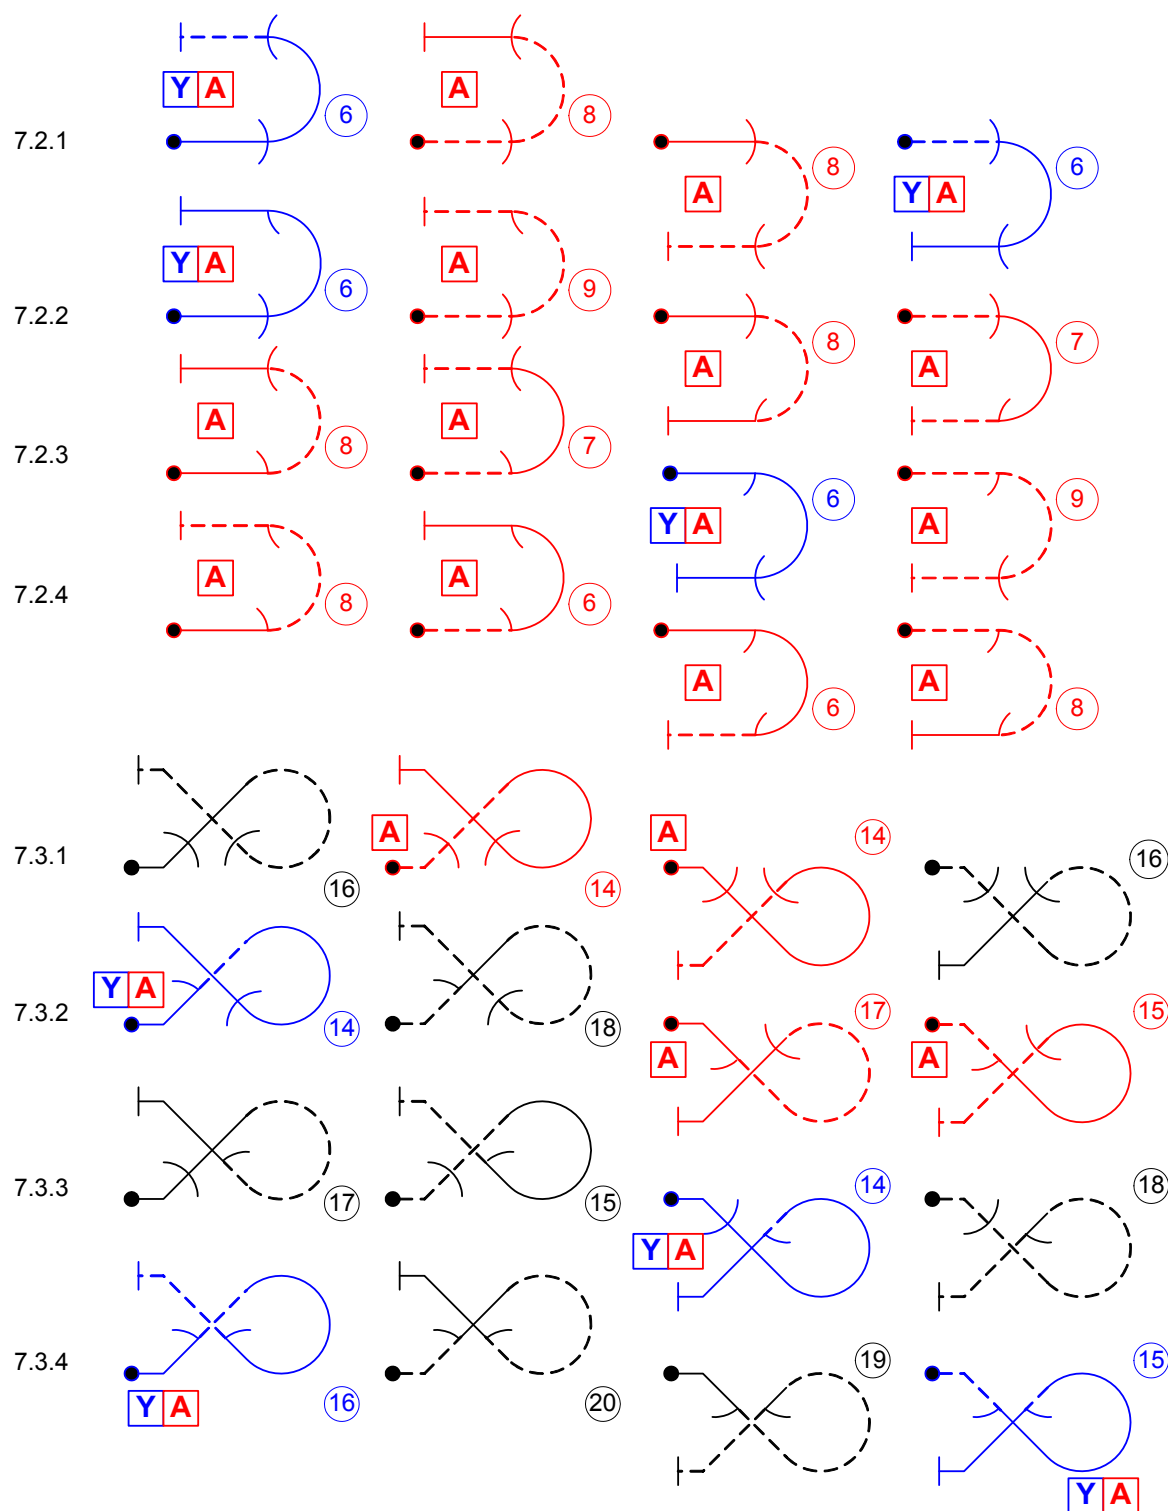 Y A 6
A 8
7.2.1
A 8
Y A 6
Y A 6
A 9
7.2.2
A 8
A 7
A 8
A 7
7.2.3
Y A 6
A 9
A 8
A 6
7.2.4
A 6
A 8
7.3.1
16
A 14
A 14
16
7.3.2
Y A 14
18
A 17
A 15
7.3.3
17
15
Y A 14
18
7.3.4
Y A 16
20
19
15 Y A